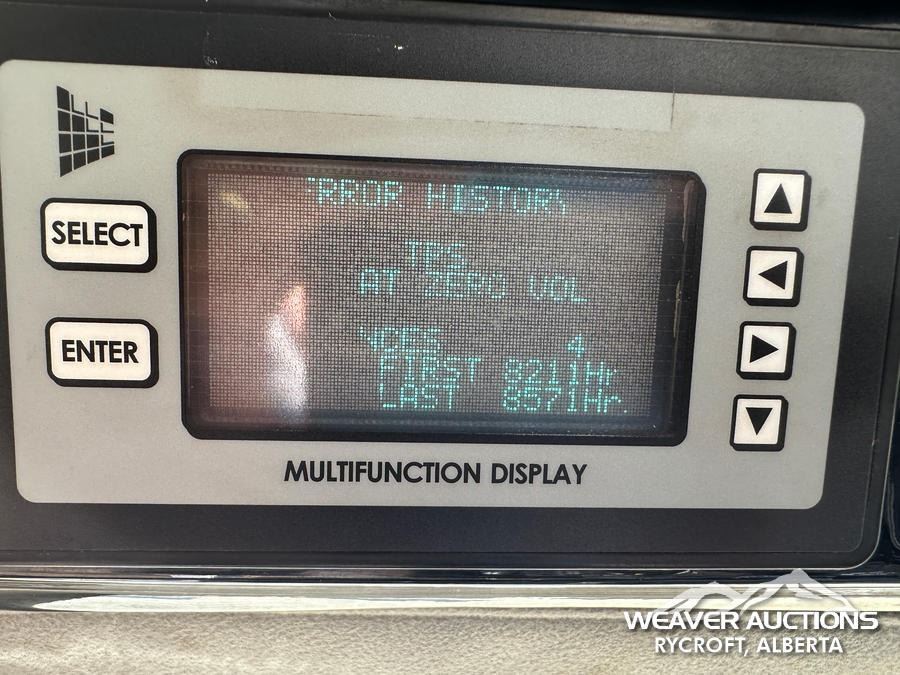 SELECT
ENTER
RROR HISTORY
TPS
AT ZERO VOL
4
FIRST 8211Hr
LAST 8571Hr.
MULTIFUNCTION DISPLAY
WEAVER AUCTIONS
RYCROFT, ALBERTA